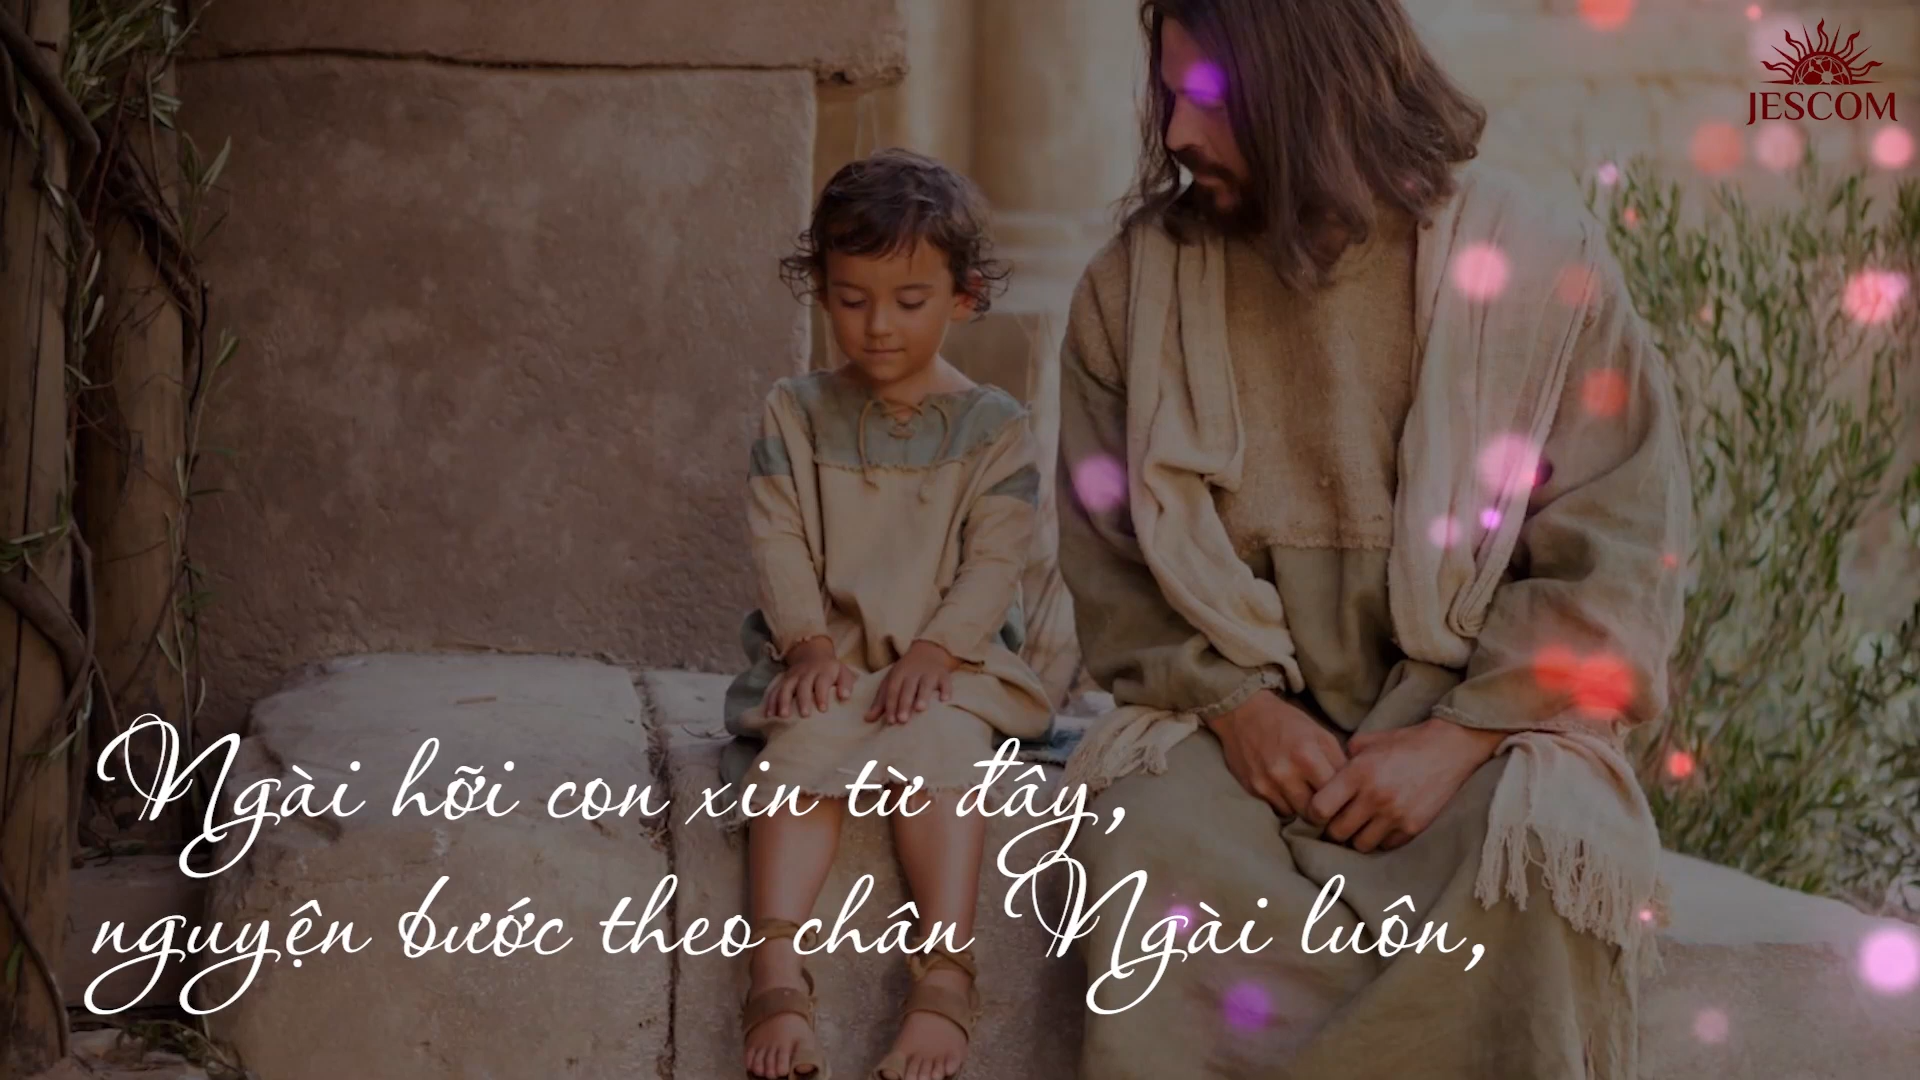 JESCOM
Ngài hỡi con xin từ đây,
nguyện bước theo chân Ngài luôn,